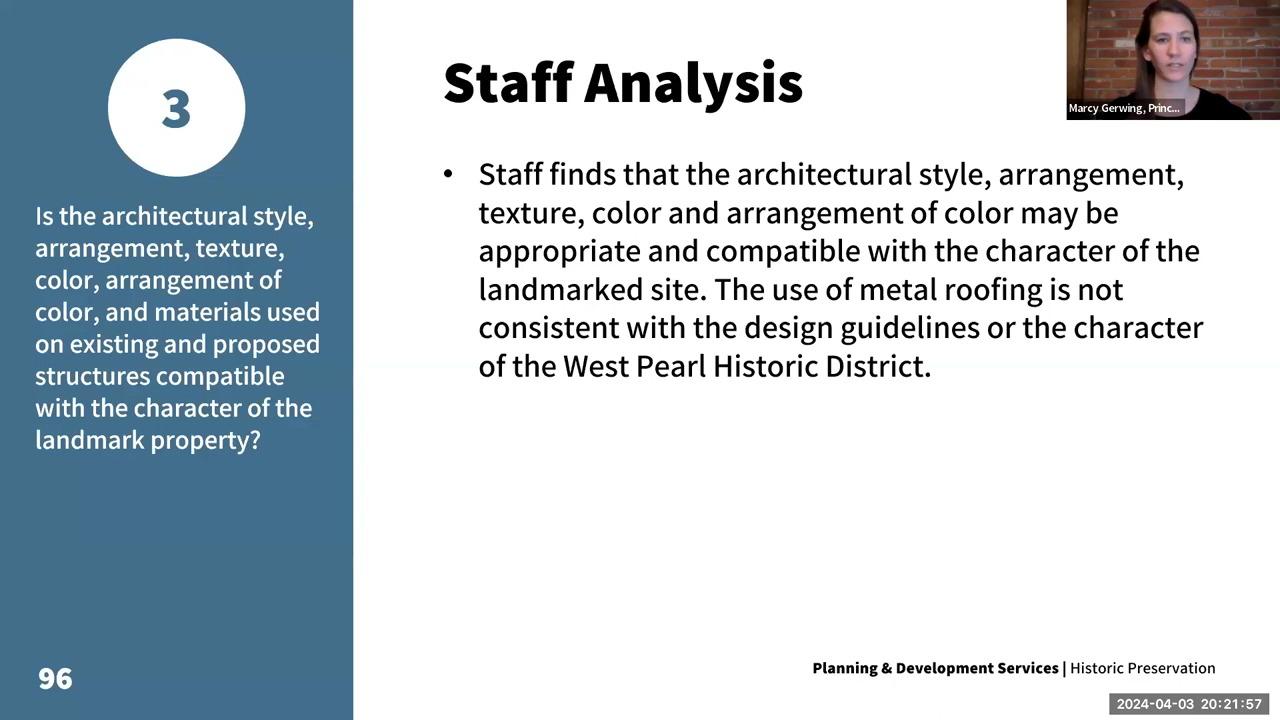 3
Is the architectural style,
arrangement, texture,
color, arrangement of
color, and materials used
on existing and proposed
structures compatible
with the character of the
landmark property?
96
Staff Analysis
• Staff finds that the architectural style, arrangement,
texture, color and arrangement of color may be
appropriate and compatible with the character of the
landmarked site. The use of metal roofing is not
consistent with the design guidelines or the character
of the West Pearl Historic District.
Marcy Gerwing, Princ...
Planning & Development Services | Historic Preservation
2024-04-03 20:21:57